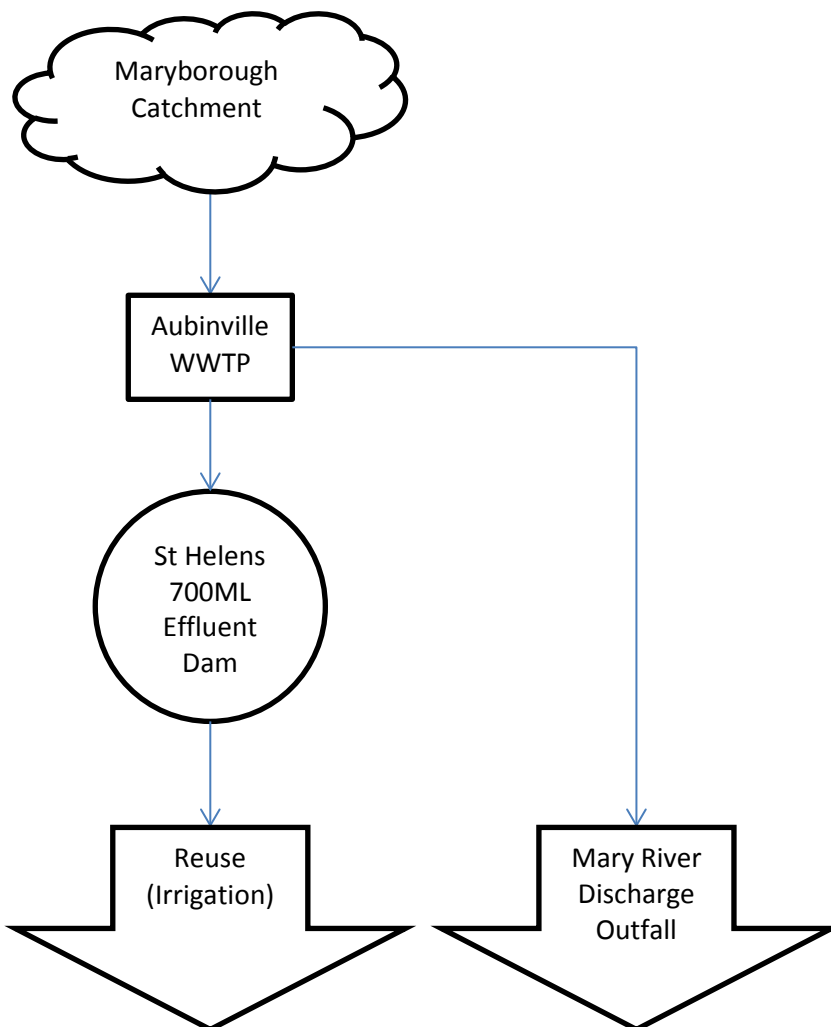 Maryborough
Catchment
Aubinville
WWTP
St Helens
700ML
Effluent
Dam
Reuse
(Irrigation)
Mary River
Discharge
Outfall